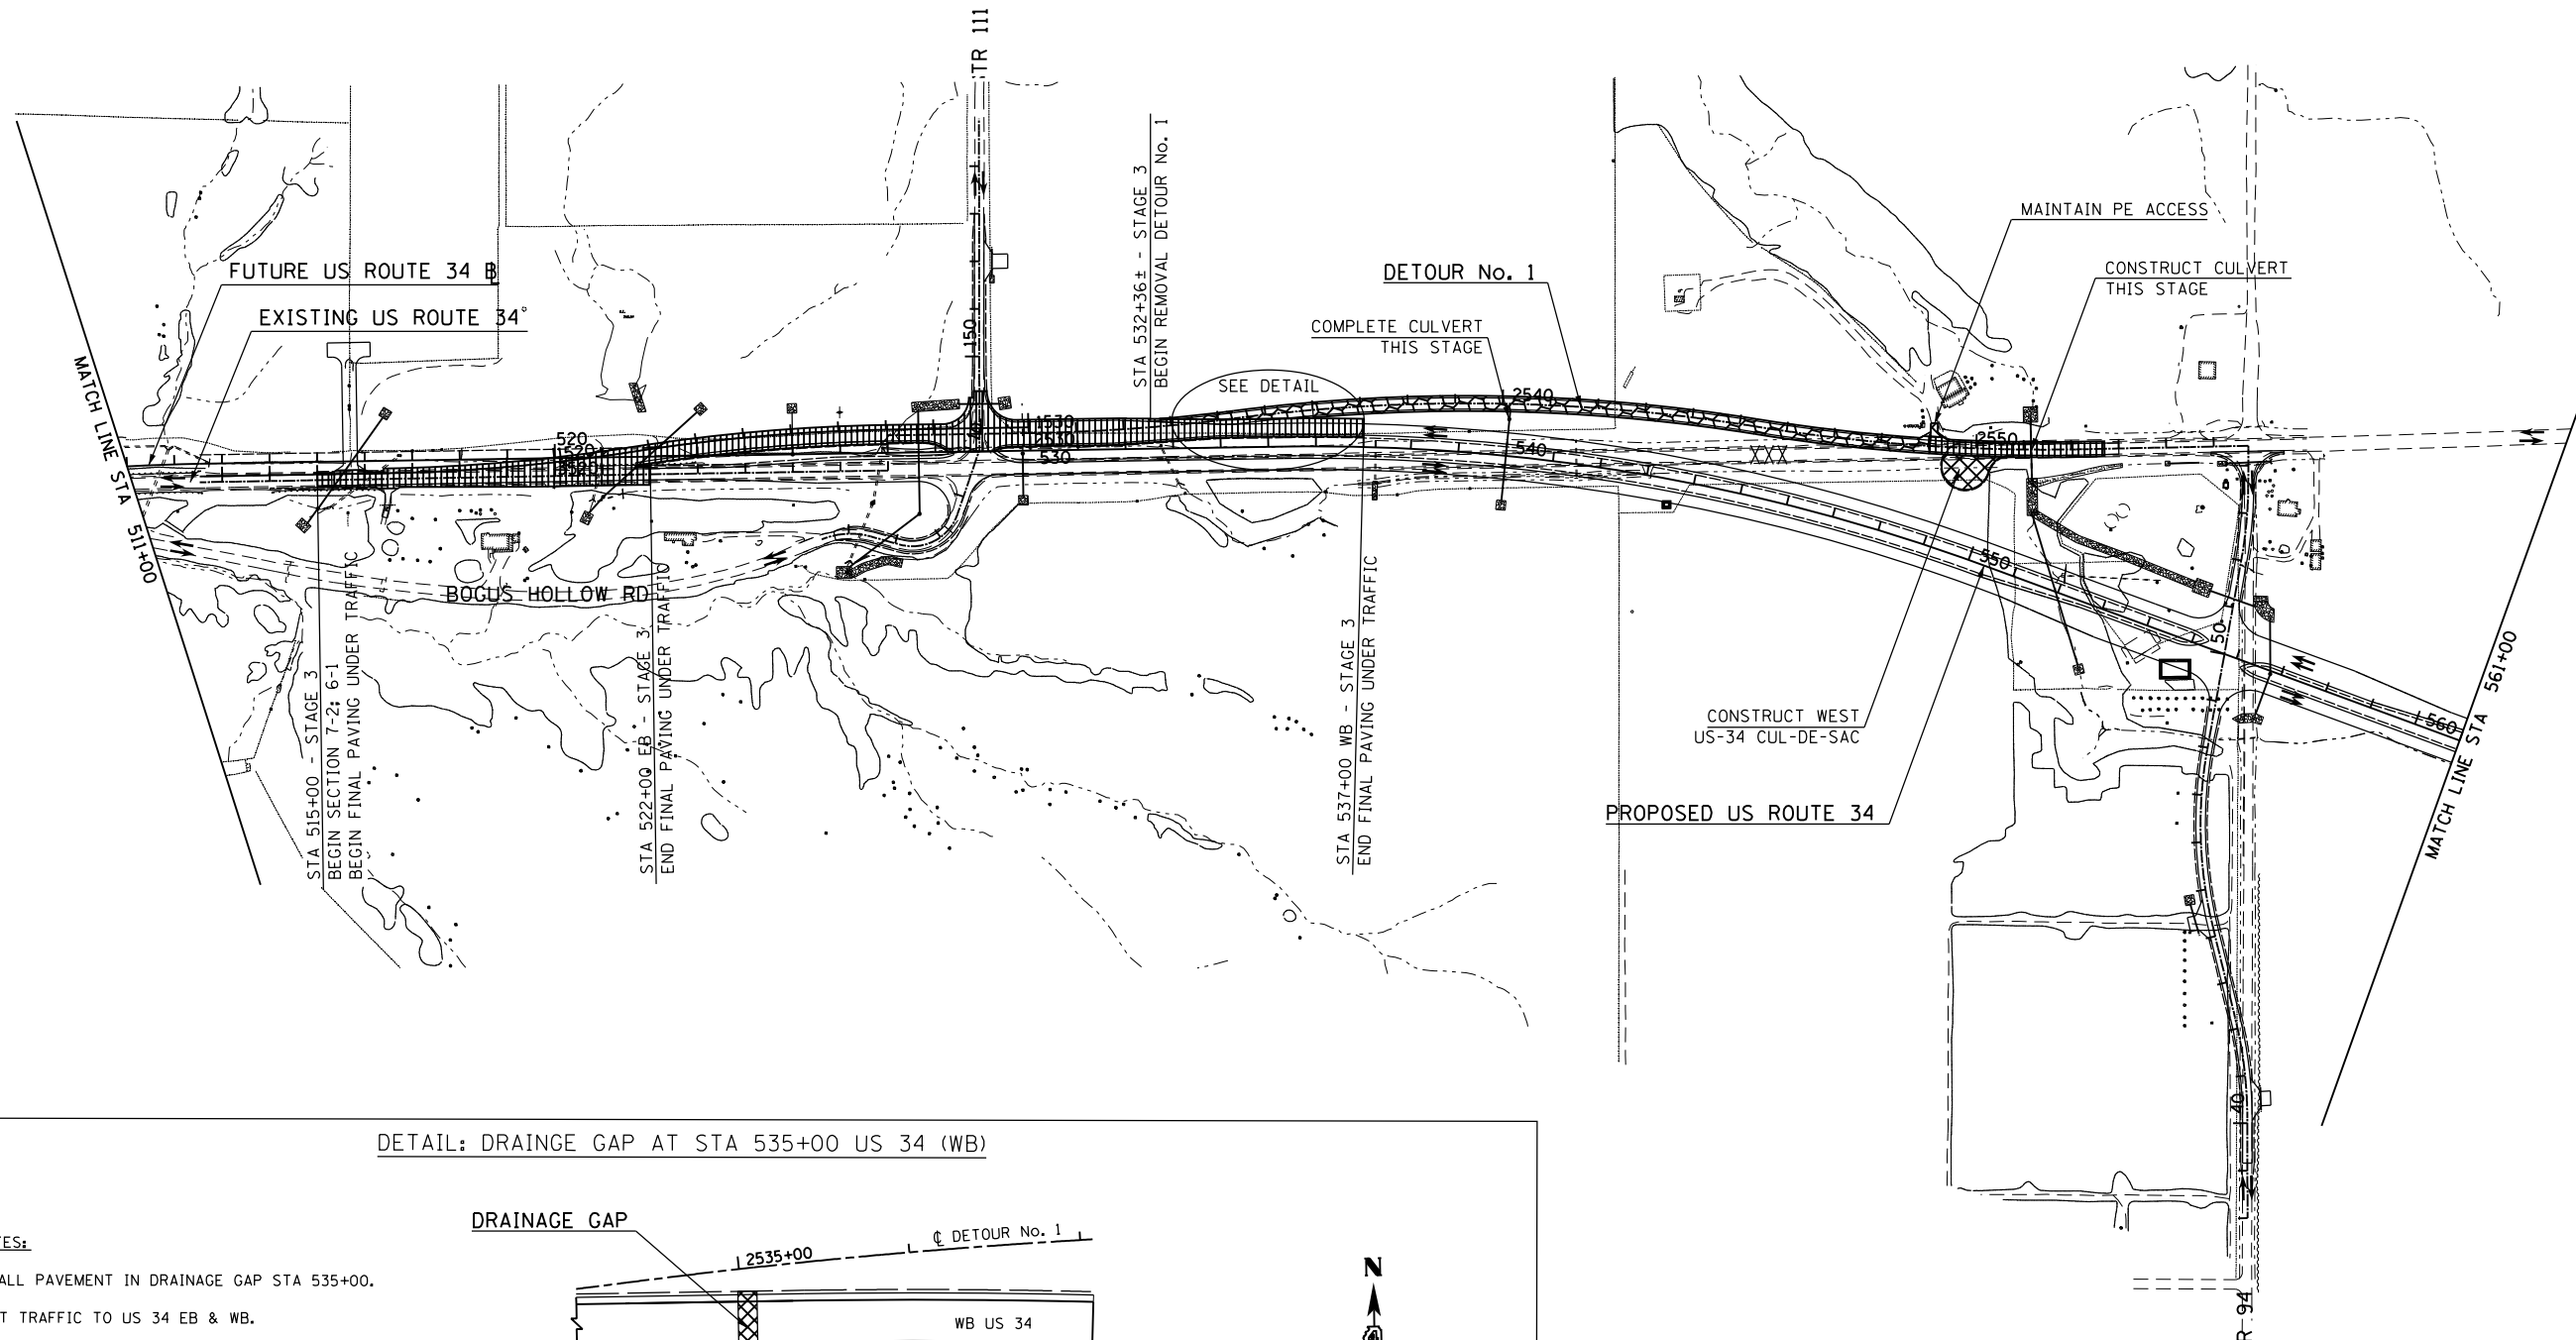 TR 111
150
STA 532+36± - STAGE 3
BEGIN REMOVAL DETOUR No. 1
MAINTAIN PE ACCESS
FUTURE US ROUTE 34 ⅊
DETOUR No. 1
CONSTRUCT CULVERT
THIS STAGE
EXISTING US ROUTE 34°
COMPLETE CULVERT
THIS STAGE
SEE DETAIL
MATCH LINE STA 511+00
520
1520
1530
2530
530
2540
540
XXX
2550
550
BOGUS HOLLOW RD
50
560
STA 515+00 - STAGE 3
BEGIN SECTION 7-2; 6-1
BEGIN FINAL PAVING UNDER TRAFFIC
STA 522+00 EB - STAGE 3
END FINAL PAVING UNDER TRAFFIC
STA 537+00 WB - STAGE 3
END FINAL PAVING UNDER TRAFFIC
CONSTRUCT WEST
US-34 CUL-DE-SAC
PROPOSED US ROUTE 34
MATCH LINE STA 561+00
40
R 94
DETAIL: DRAINGE GAP AT STA 535+00 US 34 (WB)
DRAINAGE GAP
2535+00
℄ DETOUR No. 1
TES:
ALL PAVEMENT IN DRAINAGE GAP STA 535+00.
T TRAFFIC TO US 34 EB & WB.
WB US 34
N